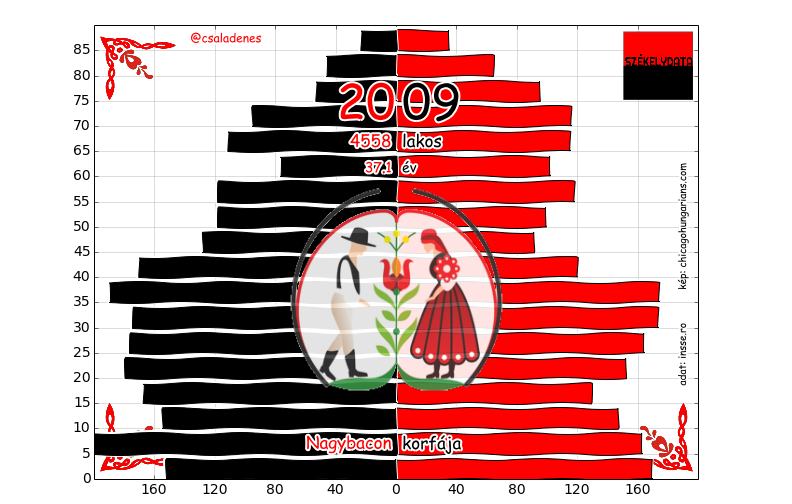 @csaladenes
SZÉKELYDATA
2009
4558 lakos
37.1 év
kép: chicagohungarians.com
adat: insse.ro
Nagybacon korfája
85
80
75
70
65
60
55
50
45
40
35
30
25
20
15
10
5
0
160 120 80 40 0 40 80 120 160